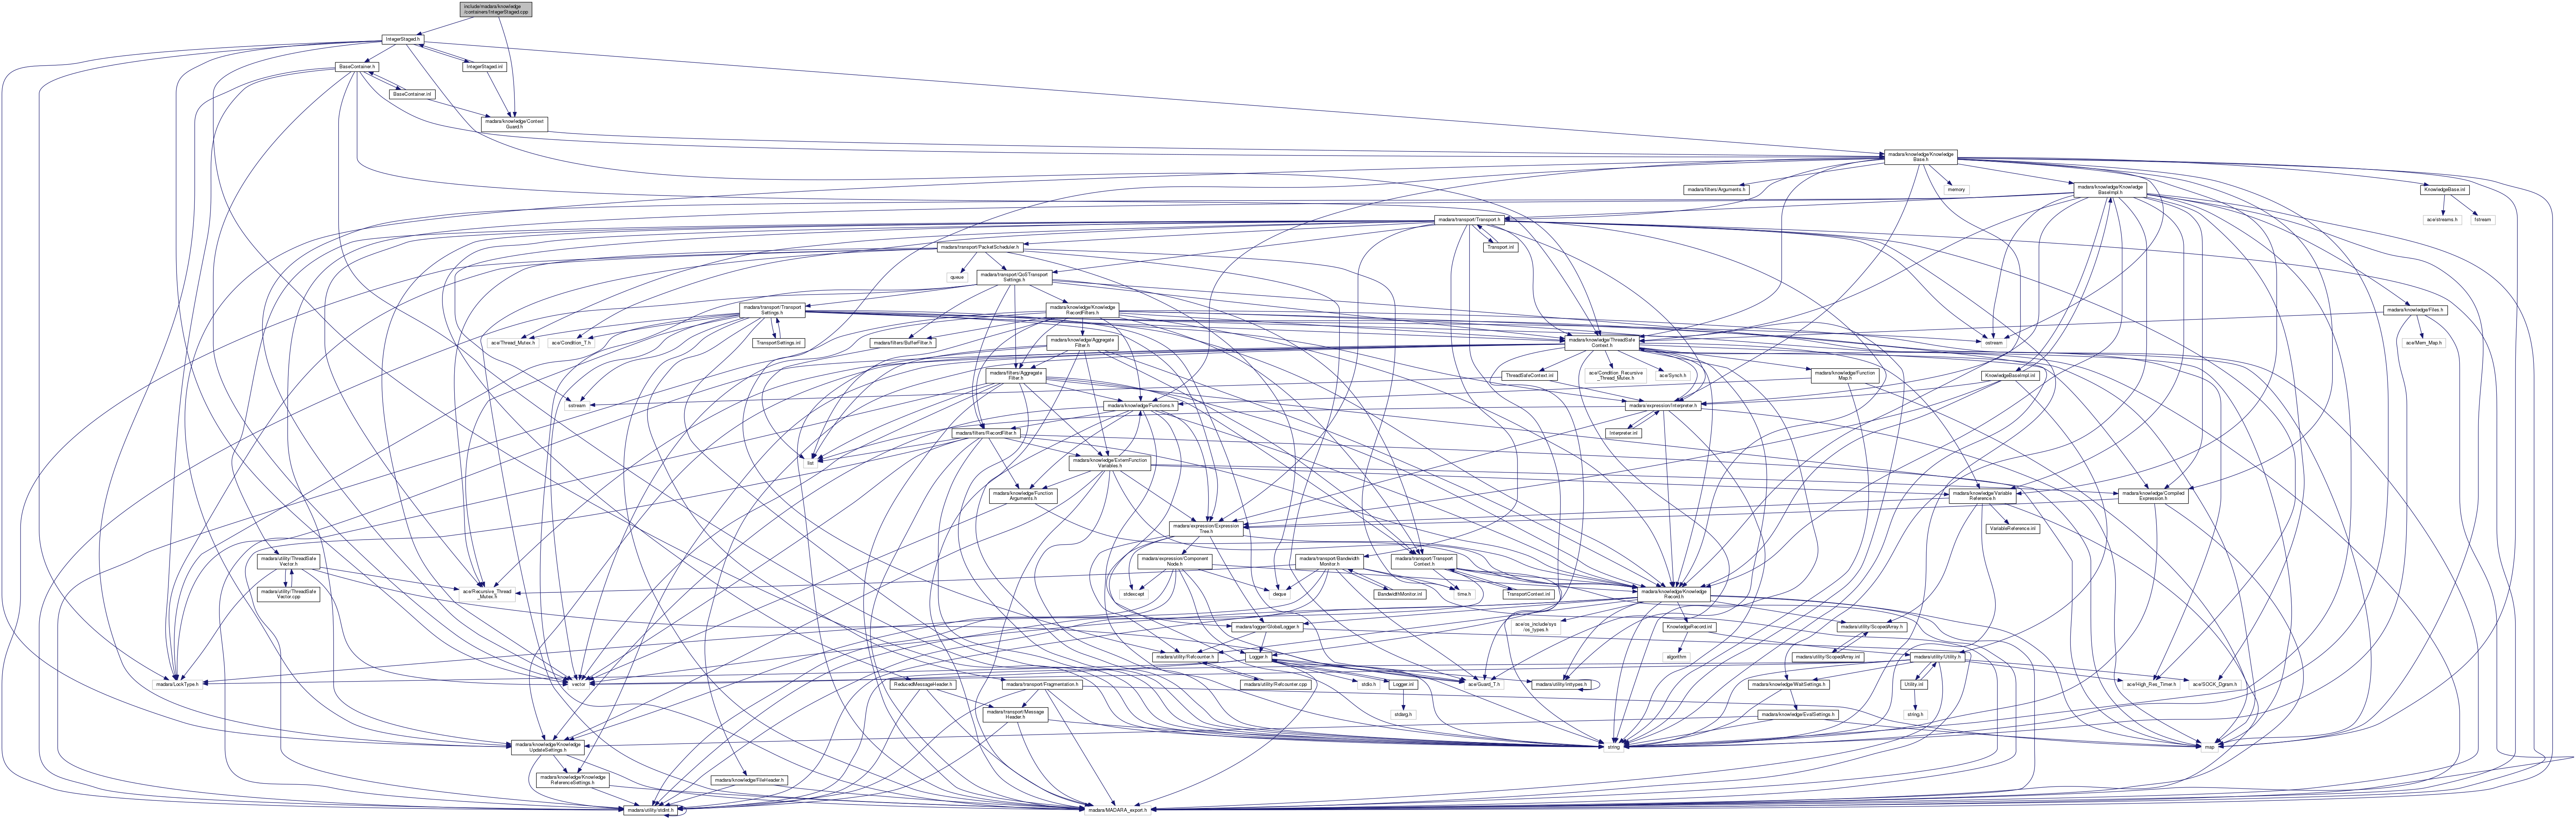 include/madara/knowledge
/containers/IntegerStaged.cpp
IntegerStaged.h
BaseContainer.h
IntegerStaged.inl
BaseContainer.inl
madara/knowledge/Context
Guard.h
madara/knowledge/Knowledge
Base.h
madara/filters/Arguments.h
memory
madara/knowledge/Knowledge
BaseImpl.h
KnowledgeBase.inl
madara/transport/Transport.h
ace/streams.h
fstream
madara/transport/PacketScheduler.h
Transport.inl
queue
madara/transport/QoSTransport
Settings.h
madara/transport/Transport
Settings.h
madara/knowledge/Knowledge
RecordFilters.h
madara/knowledge/Files.h
ace/Thread_Mutex.h
ace/Condition_T.h
TransportSettings.inl
madara/filters/BufferFilter.h
madara/knowledge/Aggregate
Filter.h
madara/knowledge/ThreadSafe
Context.h
ostream
ace/Mem_Map.h
madara/filters/Aggregate
Filter.h
ThreadSafeContext.inl
ace/Condition_Recursive
_Thread_Mutex.h
ace/Synch.h
madara/knowledge/Function
Map.h
KnowledgeBaseImpl.inl
sstream
madara/knowledge/Functions.h
madara/expression/Interpreter.h
madara/filters/RecordFilter.h
Interpreter.inl
list
madara/knowledge/ExternFunction
Variables.h
madara/knowledge/Function
Arguments.h
madara/knowledge/Variable
Reference.h
madara/knowledge/Compiled
Expression.h
madara/expression/Expression
Tree.h
VariableReference.inl
madara/utility/ThreadSafe
Vector.h
madara/expression/Component
Node.h
madara/transport/Bandwidth
Monitor.h
madara/transport/Transport
Context.h
madara/utility/ThreadSafe
Vector.cpp
ace/Recursive_Thread
_Mutex.h
stdexcept
deque
BandwidthMonitor.inl
time.h
TransportContext.inl
madara/knowledge/Knowledge
Record.h
madara/logger/GlobalLogger.h
ace/os_include/sys
/os_types.h
KnowledgeRecord.inl
madara/utility/ScopedArray.h
madara/utility/Refcounter.h
Logger.h
algorithm
madara/utility/ScopedArray.inl
madara/utility/Utility.h
madara/LockType.h
vector
ReducedMessageHeader.h
madara/transport/Fragmentation.h
madara/utility/Refcounter.cpp
stdio.h
Logger.inl
ace/Guard_T.h
madara/utility/inttypes.h
madara/knowledge/WaitSettings.h
Utility.inl
ace/High_Res_Timer.h
ace/SOCK_Dgram.h
madara/transport/Message
Header.h
stdarg.h
madara/knowledge/EvalSettings.h
string.h
madara/knowledge/Knowledge
UpdateSettings.h
string
map
madara/knowledge/Knowledge
ReferenceSettings.h
madara/knowledge/FileHeader.h
madara/utility/stdint.h
madara/MADARA_export.h